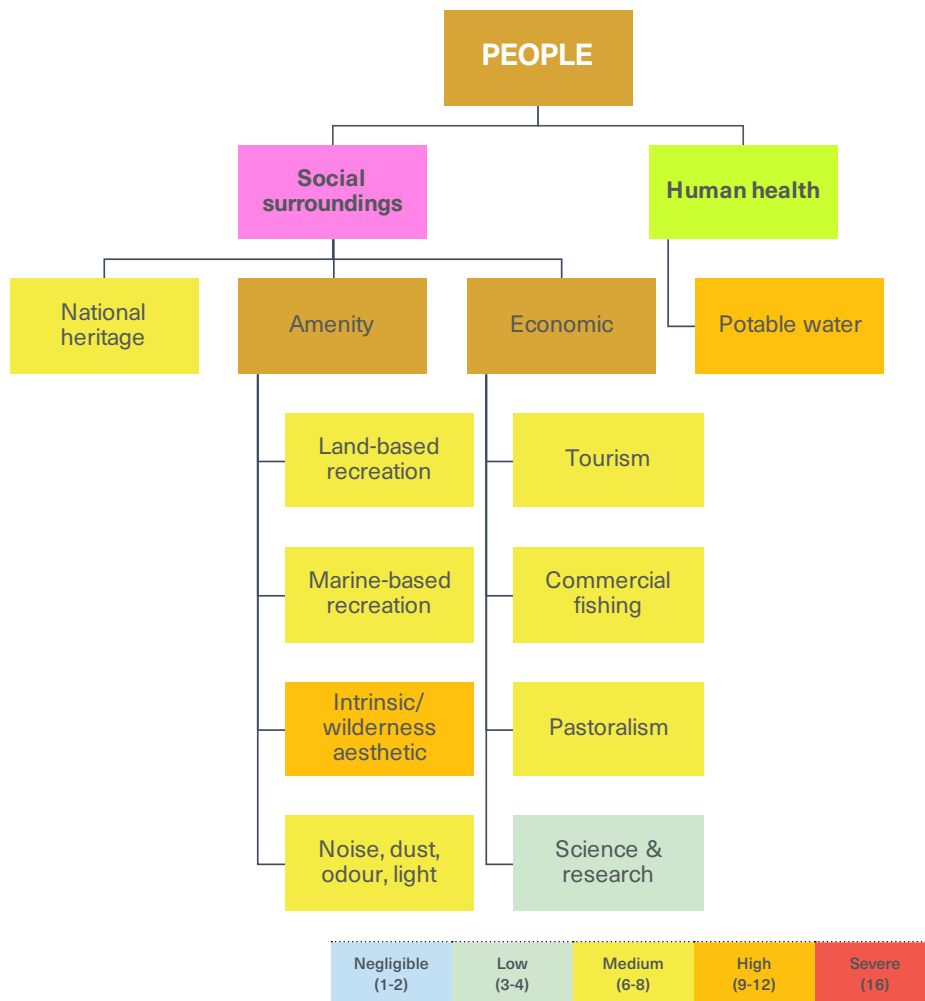 PEOPLE
Social
surroundings
Human health
National
heritage
Amenity
Economic
Potable water
Land-based
recreation
Tourism
Marine-based
recreation
Commercial
fishing
Intrinsic/
wilderness
aesthetic
Pastoralism
Noise, dust,
odour, light
Science &
research
Negligible
(1-2)
Low
(3-4)
Medium
(6-8)
High
(9-12)
Severe
(16)